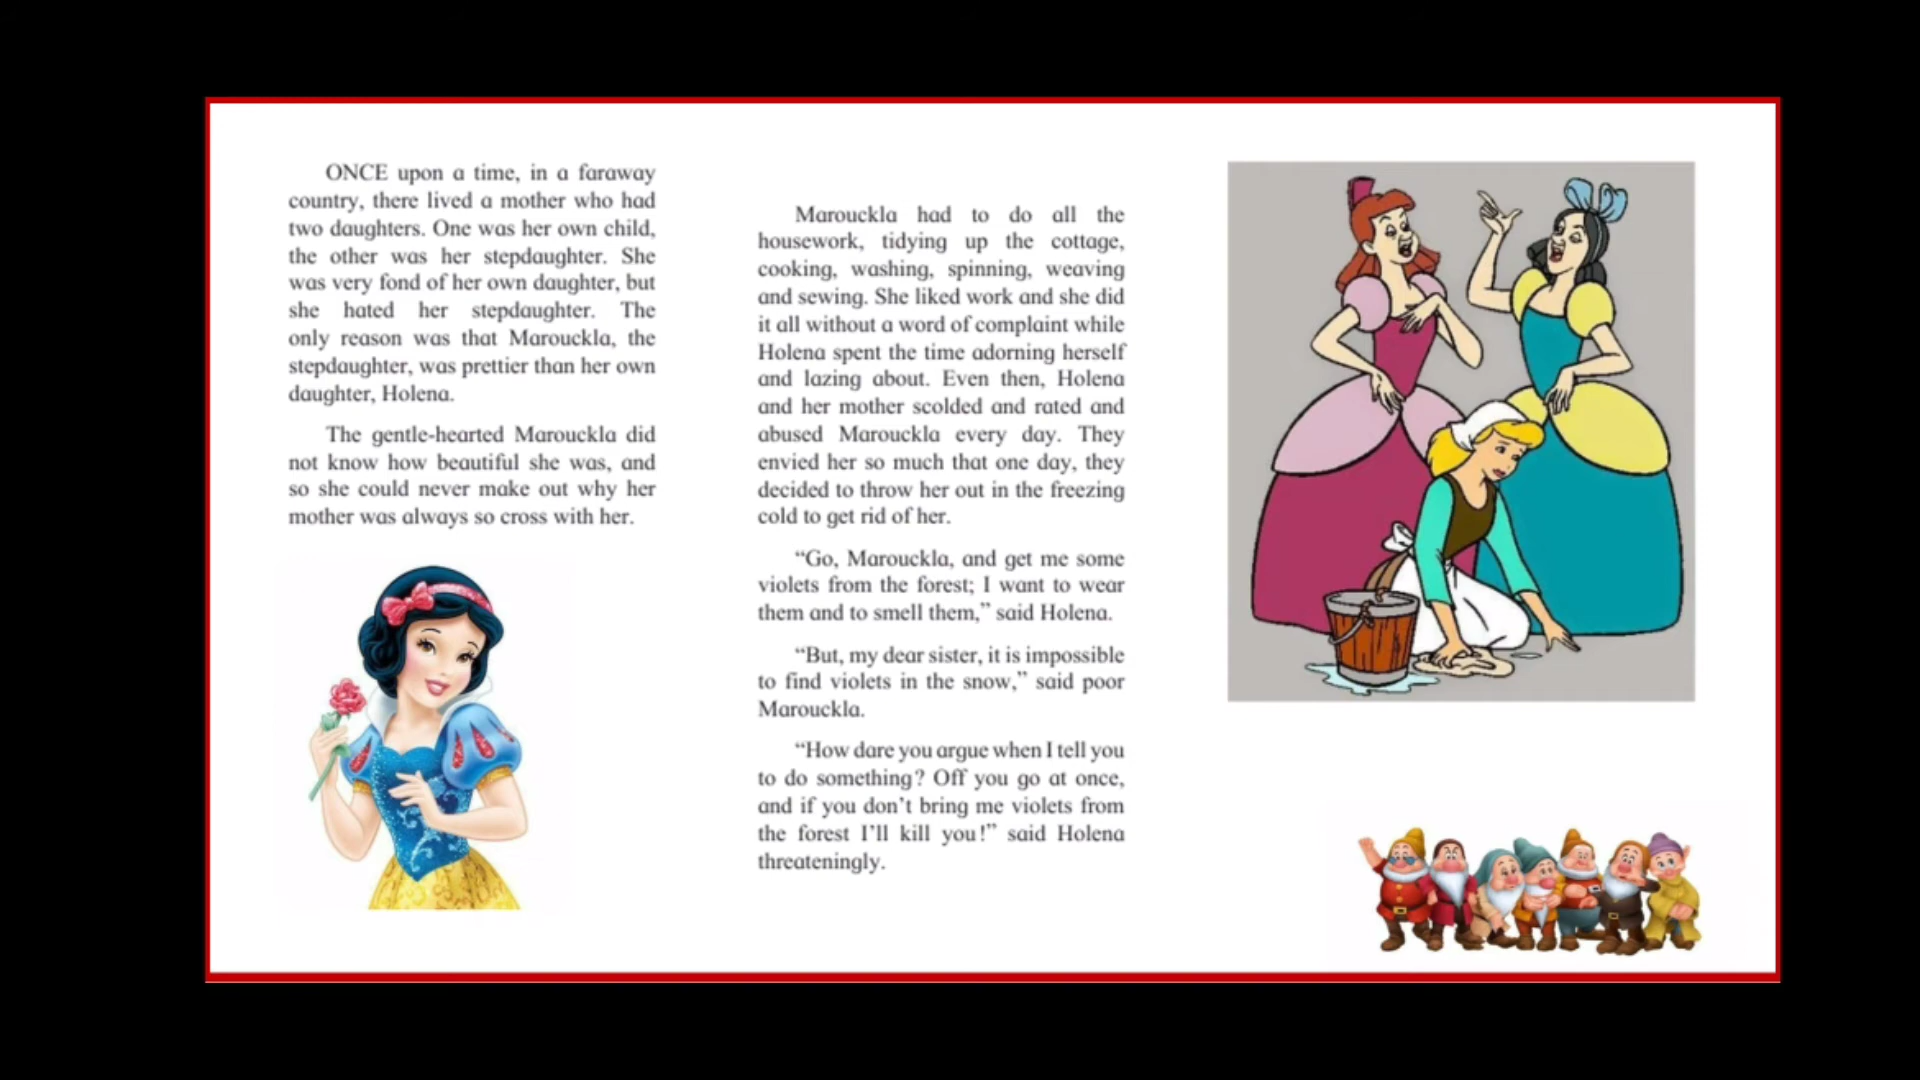 ONCE upon a time, in a faraway
country, there lived a mother who had
two daughters. One was her own child,
the other was her stepdaughter. She
was very fond of her own daughter, but
she hated her stepdaughter. The
only reason was that Marouckla, the
stepdaughter, was prettier than her own
daughter, Holena.
The gentle-hearted Marouckla did
not know how beautiful she was, and
so she could never make out why her
mother was always so cross with her.
Marouckla had to do all the
housework, tidying up the cottage,
cooking, washing, spinning, weaving
and sewing. She liked work and she did
it all without a word of complaint while
Holena spent the time adorning herself
and lazing about. Even then, Holena
and her mother scolded and rated and
abused Marouckla every day. They
envied her so much that one day, they
decided to throw her out in the freezing
cold to get rid of her.
“Go, Marouckla, and get me some
violets from the forest; I want to wear
them and to smell them,” said Holena.
“But, my dear sister, it is impossible
to find violets in the snow,” said poor
Marouckla.
“How dare you argue when I tell you
to do something? Off you go at once,
and if you don’t bring me violets from
the forest I’ll kill you!” said Holena
threateningly.